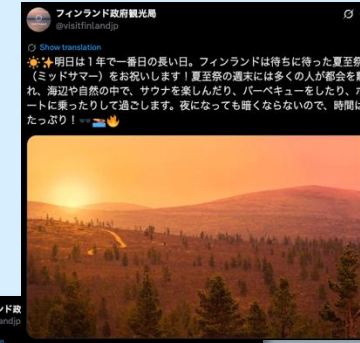 フィンランド政府観光局
@visitfinlandjp
Show translation
☀️✨明日は1年で一番日の長い日。フィンランドは待ちに待った夏至祭
（ミッドサマー）をお祝いします！夏至祭の週末には多くの人が都会を離
れ、海辺や自然の中で、サウナを楽しんだり、バーベキューをしたり、ボ
ートに乗ったりして過ごします。夜になっても暗くならないので、時間は
たっぷり！
ンド政
andjp